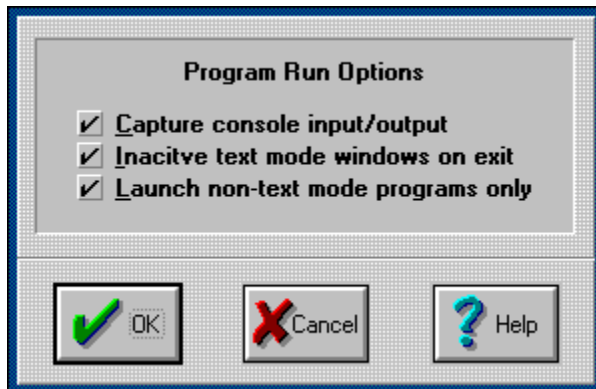 Program Run Options
Capture console input/output
Inacitve text mode windows on exit
Launch non-text mode programs only
OK
Cancel
Help